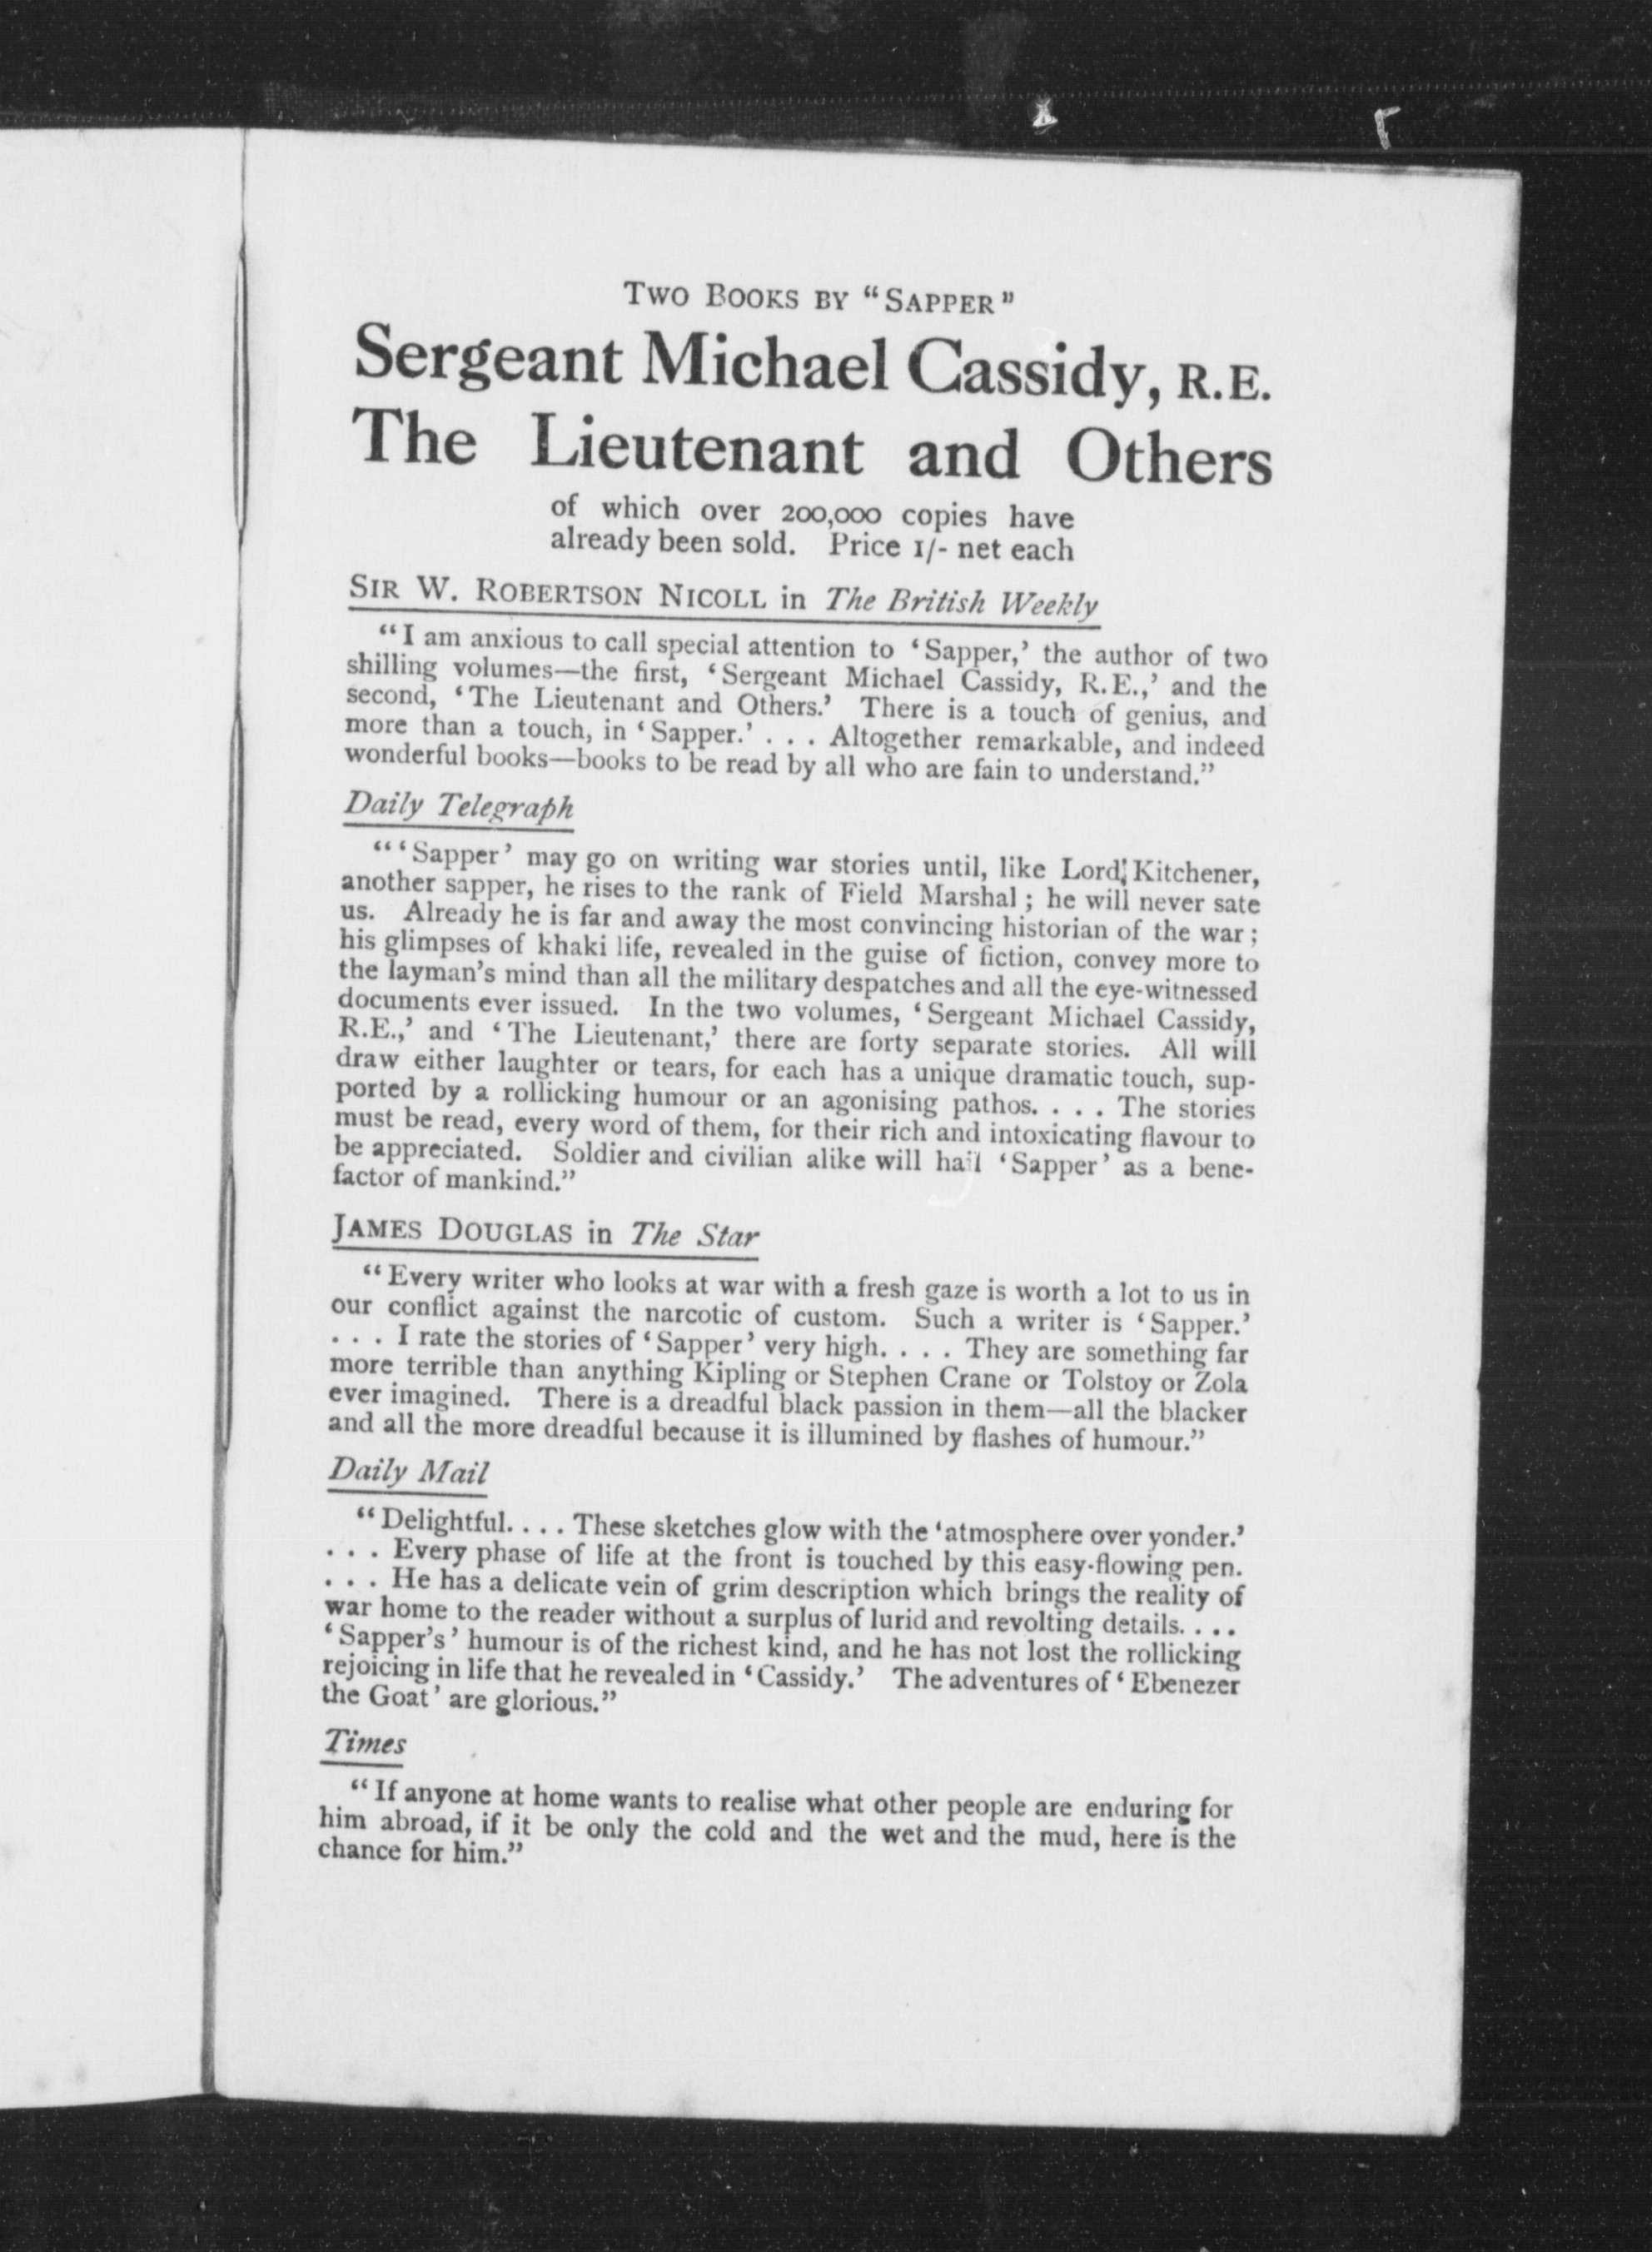 Two Books by “Sapper”
Sergeant Michael Cassidy, R.E.
The Lieutenant and Others
of which over 200,000 copies have
already been sold. Price 1/- net each
Sir W. Robertson Nicoll in The British Weekly
“I am anxious to call special attention to ‘Sapper,’ the author of two
shilling volumes—the first, ‘Sergeant Michael Cassidy, R.E.,’ and the
second, ‘The Lieutenant and Others.’ There is a touch of genius, and
more than a touch, in ‘Sapper.’ . . . Altogether remarkable, and indeed
wonderful books—books to be read by all who are fain to understand.”
Daily Telegraph
“‘Sapper’ may go on writing war stories until, like Lord Kitchener,
another sapper, he rises to the rank of Field Marshal; he will never sate
us. Already he is far and away the most convincing historian of the war;
his glimpses of khaki life, revealed in the guise of fiction, convey more to
the layman’s mind than all the military despatches and all the eye-witnessed
documents ever issued. In the two volumes, ‘Sergeant Michael Cassidy,
R.E.,’ and ‘The Lieutenant,’ there are forty separate stories. All will
draw either laughter or tears, for each has a unique dramatic touch, sup-
ported by a rollicking humour or an agonising pathos. . . . The stories
must be read, every word of them, for their rich and intoxicating flavour to
be appreciated. Soldier and civilian alike will hail ‘Sapper’ as a bene-
factor of mankind.”
James Douglas in The Star
“Every writer who looks at war with a fresh gaze is worth a lot to us in
our conflict against the narcotic of custom. Such a writer is ‘Sapper.’
. . . I rate the stories of ‘Sapper’ very high. . . . They are something far
more terrible than anything Kipling or Stephen Crane or Tolstoy or Zola
ever imagined. There is a dreadful black passion in them—all the blacker
and all the more dreadful because it is illumined by flashes of humour.”
Daily Mail
“Delightful. . . . These sketches glow with the ‘atmosphere over yonder.’
. . . Every phase of life at the front is touched by this easy-flowing pen.
. . . He has a delicate vein of grim description which brings the reality of
war home to the reader without a surplus of lurid and revolting details. . . .
‘Sapper’s’ humour is of the richest kind, and he has not lost the rollicking
rejoicing in life that he revealed in ‘Cassidy.’ The adventures of ‘Ebenezer
the Goat’ are glorious.”
Times
“If anyone at home wants to realise what other people are enduring for
him abroad, if it be only the cold and the wet and the mud, here is the
chance for him.”